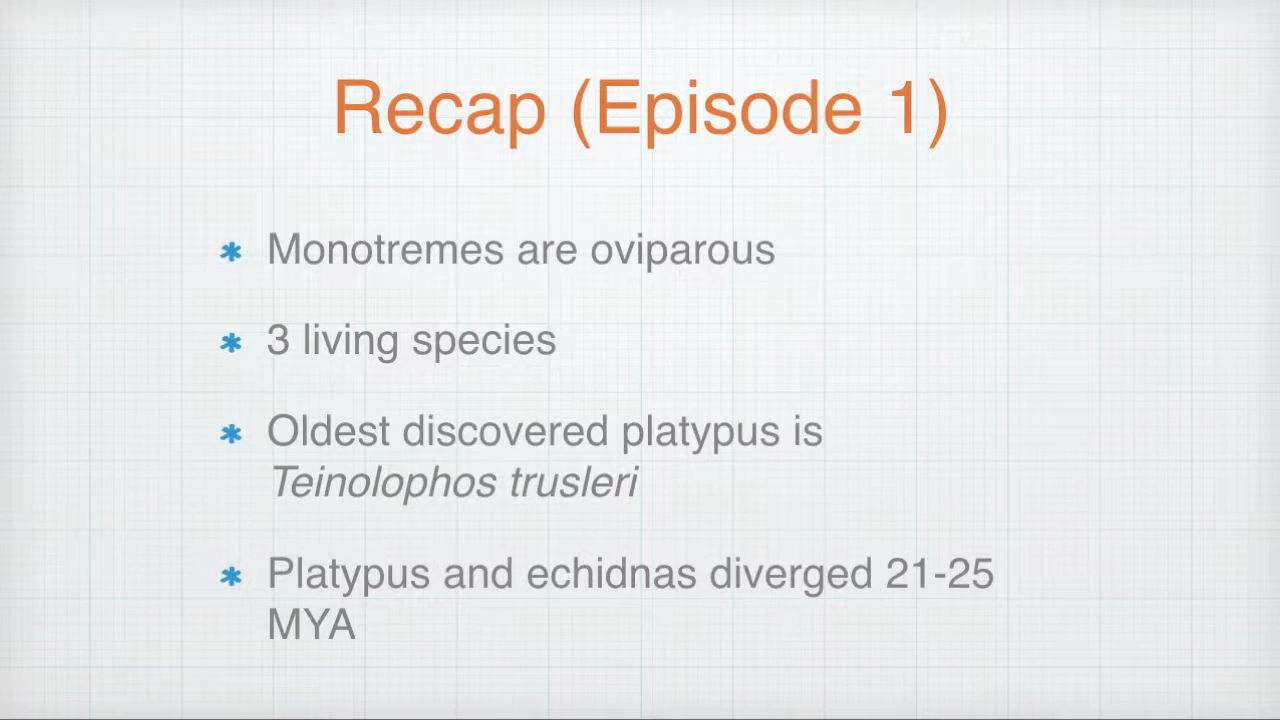 Recap (Episode 1)
Monotremes are oviparous
3 living species
Oldest discovered platypus is
Teinolophos trusleri
Platypus and echidnas diverged 21-25
MYA